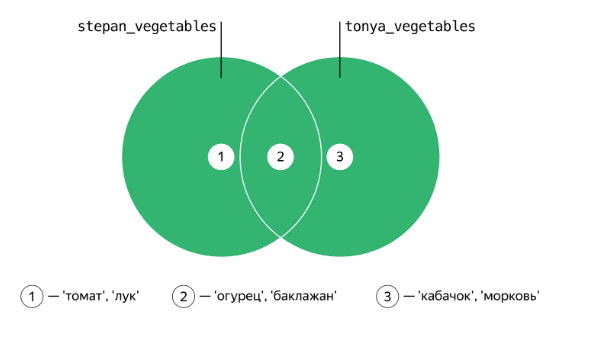 stepan_vegetables tonya_vegetables
1 2 3
1 — 'томат', 'лук' 2 — 'огурец', 'баклажан' 3 — 'кабачок', 'морковь'